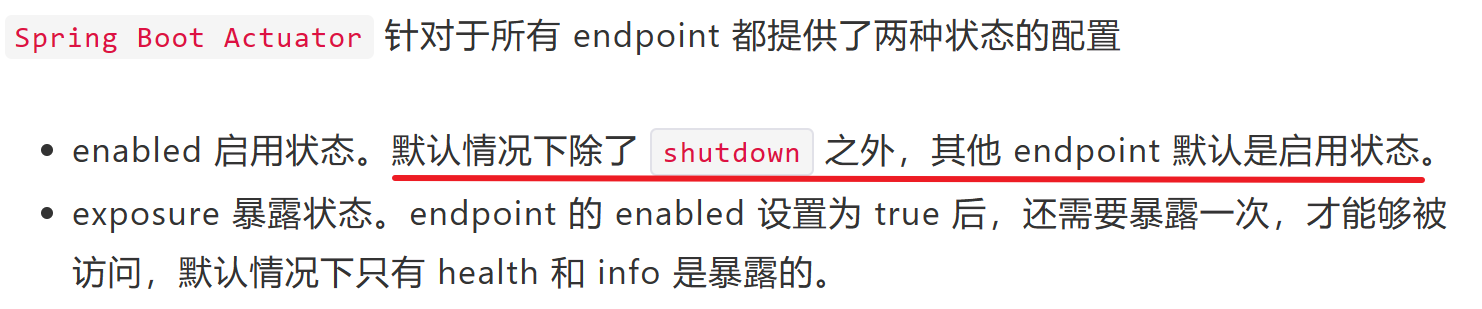 Spring Boot Actuator 针对于所有 endpoint 都提供了两种状态的配置
• enabled 启用状态。默认情况下除了 shutdown 之外，其他 endpoint 默认是启用状态。
• exposure 暴露状态。endpoint 的 enabled 设置为 true 后，还需要暴露一次，才能够被
访问，默认情况下只有 health 和 info 是暴露的。